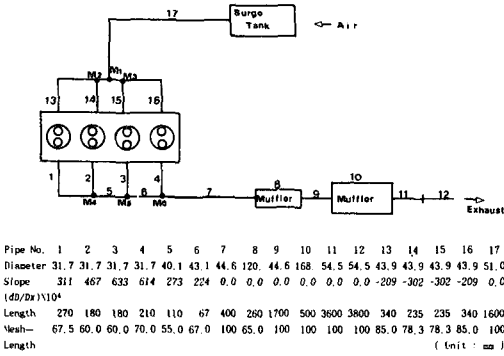 17
Surgo
Tank
Air
M2
M1
M3
13
14
15
16
1
2
3
4
M4
5
M5
6
M6
7
8
Muffler
9
10
Muffler
11
12
Exhaust
Pipe No. 1 2 3 4 5 6 7 8 9 10 11 12 13 14 15 16 17
Diameter 31.7 31.7 31.7 31.7 40.1 43.1 44.6 120. 44.6 168. 54.5 54.5 43.9 43.9 43.9 43.9 51.0
Slope 311 467 633 614 273 224 0.0 0.0 0.0 0.0 0.0 0.0 -209 -302 -302 -209 0.0
(dD/Dx)\10⁴
Length 270 180 180 210 110 67 400 260 1700 500 3600 3800 340 235 235 340 1600
Mesh— 67.5 60.0 60.0 70.0 55.0 67.0 100 65.0 100 100 100 100 85.0 78.3 78.3 85.0 100
Length (Unit : mm)